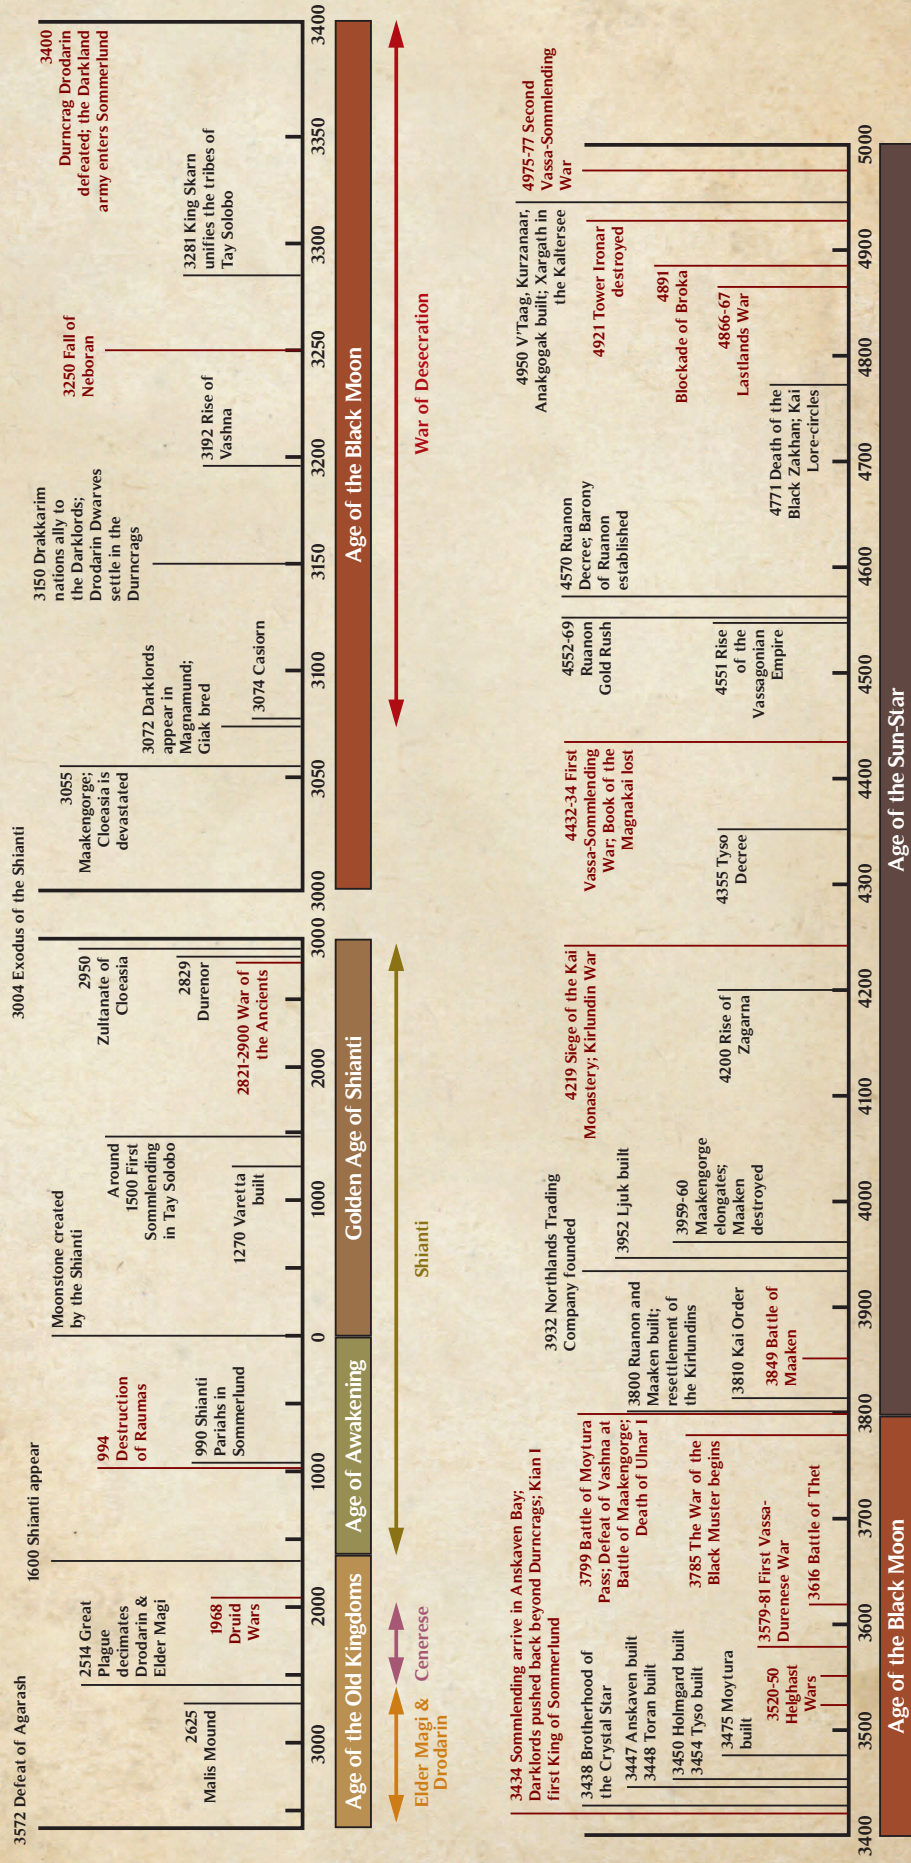 3572 Defeat of Agarash
1600 Shianti appear
3004 Exodus of the Shianti
2625
Malis Mound
2514 Great
Plague
decimates
Drodarin &
Elder Magi
1968
Druid
Wars
994
Destruction
of Raumas
990 Shianti
Pariahs in
Sommerlund
Moonstone created
by the Shianti
1270 Varetta
built
Around
1500 First
Sommlending
in Tay Solobo
2821-2900 War of
the Ancients
2829
Durenor
2950
Zultanate of
Cloeasia
3000
2000
1000
0
1000
2000
3000
Age of the Old Kingdoms
Age of Awakening
Golden Age of Shianti
Elder Magi &
Drodarin
Cenerese
Shianti
3055
Maakengorge;
Cloeasia is
devastated
3072 Darklords
appear in
Magnamund;
Giak bred
3074 Casiorn
3150 Drakkarim
nations ally to
the Darklords;
Drodarin Dwarves
settle in the
Durncrags
3192 Rise of
Vashna
3250 Fall of
Neboran
3281 King Skarn
unifies the tribes of
Tay Solobo
3400
Durncrag Drodarin
defeated; the Darkland
army enters Sommerlund
3000
3050
3100
3150
3200
3250
3300
3350
3400
Age of the Black Moon
War of Desecration
3434 Sommlending arrive in Anskaven Bay;
Darklords pushed back beyond Durncrags; Kian I
first King of Sommerlund
3438 Brotherhood of
the Crystal Star
3447 Anskaven built
3448 Toran built
3450 Holmgard built
3454 Tyso built
3475 Moytura
built
3520-50
Helghast
Wars
3579-81 First Vassa-
Durenese War
3616 Battle of Thet
3785 The War of the
Black Muster begins
3799 Battle of Moytura
Pass; Defeat of Vashna at
Battle of Maakengorge;
Death of Ulnar I
3800 Ruanon and
Maaken built;
resettlement of
the Kirlundins
3810 Kai Order
3849 Battle of
Maaken
3932 Northlands Trading
Company founded
3952 Ljuk built
3959-60
Maakengorge
elongates;
Maaken
destroyed
4200 Rise of
Zagarna
4219 Siege of the Kai
Monastery; Kirlundin War
4355 Tyso
Decree
4432-34 First
Vassa-Sommlending
War; Book of the
Magnakai lost
4551 Rise
of the
Vassagonian
Empire
4552-69
Ruanon
Gold Rush
4570 Ruanon
Decree; Barony
of Ruanon
established
4771 Death of the
Black Zakhan; Kai
Lore-circles
4866-67
Lastlands War
4891
Blockade of Broka
4921 Tower Ironar
destroyed
4950 V'Taag, Kurzanaar,
Anakgogak built; Xargath in
the Kaltersee
4975-77 Second
Vassa-Sommlending
War
3400
3500
3600
3700
3800
3900
4000
4100
4200
4300
4400
4500
4600
4700
4800
4900
5000
Age of the Black Moon
Age of the Sun-Star